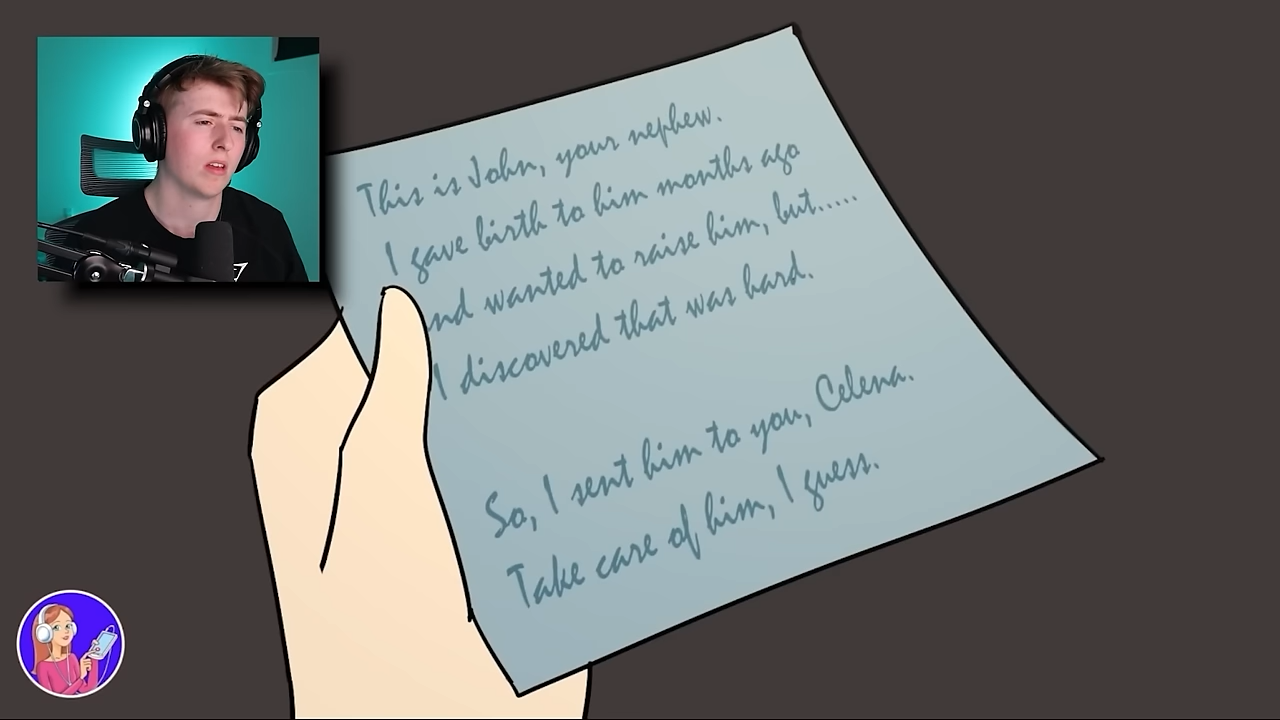 This is John, your nephew.
I gave birth to him months ago
nd wanted to raise him, but.....
I discovered that was hard.
So, I sent him to you, Celena.
Take care of him, I guess.